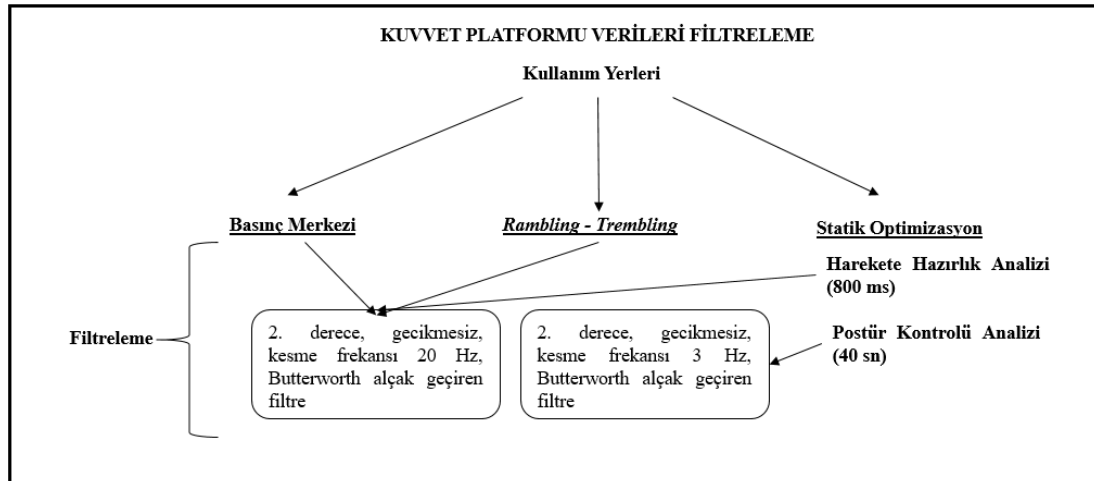 KUVVET PLATFORMU VERİLERİ FİLTRELEME
Kullanım Yerleri
Basınç Merkezi
Rambling - Trembling
Statik Optimizasyon
Harekete Hazırlık Analizi
(800 ms)
Filtreleme
2. derece, gecikmesiz,
kesme frekansı 20 Hz,
Butterworth alçak geçiren
filtre
2. derece, gecikmesiz,
kesme frekansı 3 Hz,
Butterworth alçak geçiren
filtre
Postür Kontrolü Analizi
(40 sn)